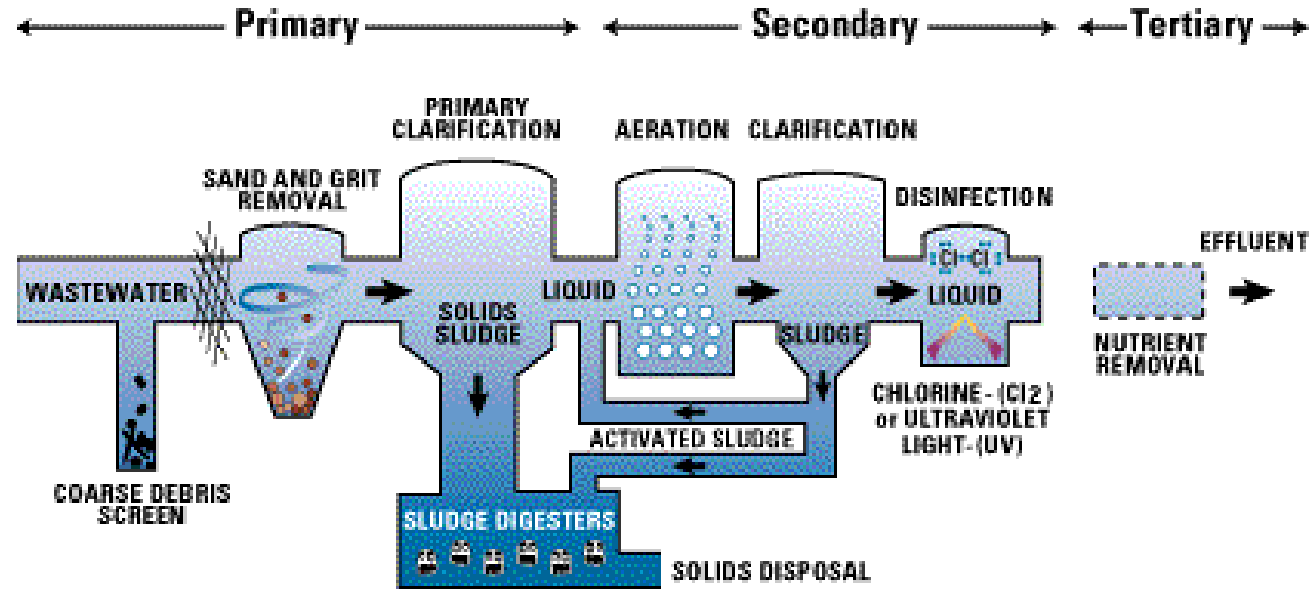 Primary
Secondary
Tertiary
PRIMARY
CLARIFICATION
AERATION
CLARIFICATION
SAND AND GRIT
REMOVAL
DISINFECTION
EFFLUENT
Cl-Cl
WASTEWATER
LIQUID
LIQUID
SOLIDS
SLUDGE
SLUDGE
NUTRIENT
REMOVAL
CHLORINE-(Cl2)
or ULTRAVIOLET
LIGHT-(UV)
ACTIVATED SLUDGE
COARSE DEBRIS
SCREEN
SLUDGE DIGESTERS
SOLIDS DISPOSAL